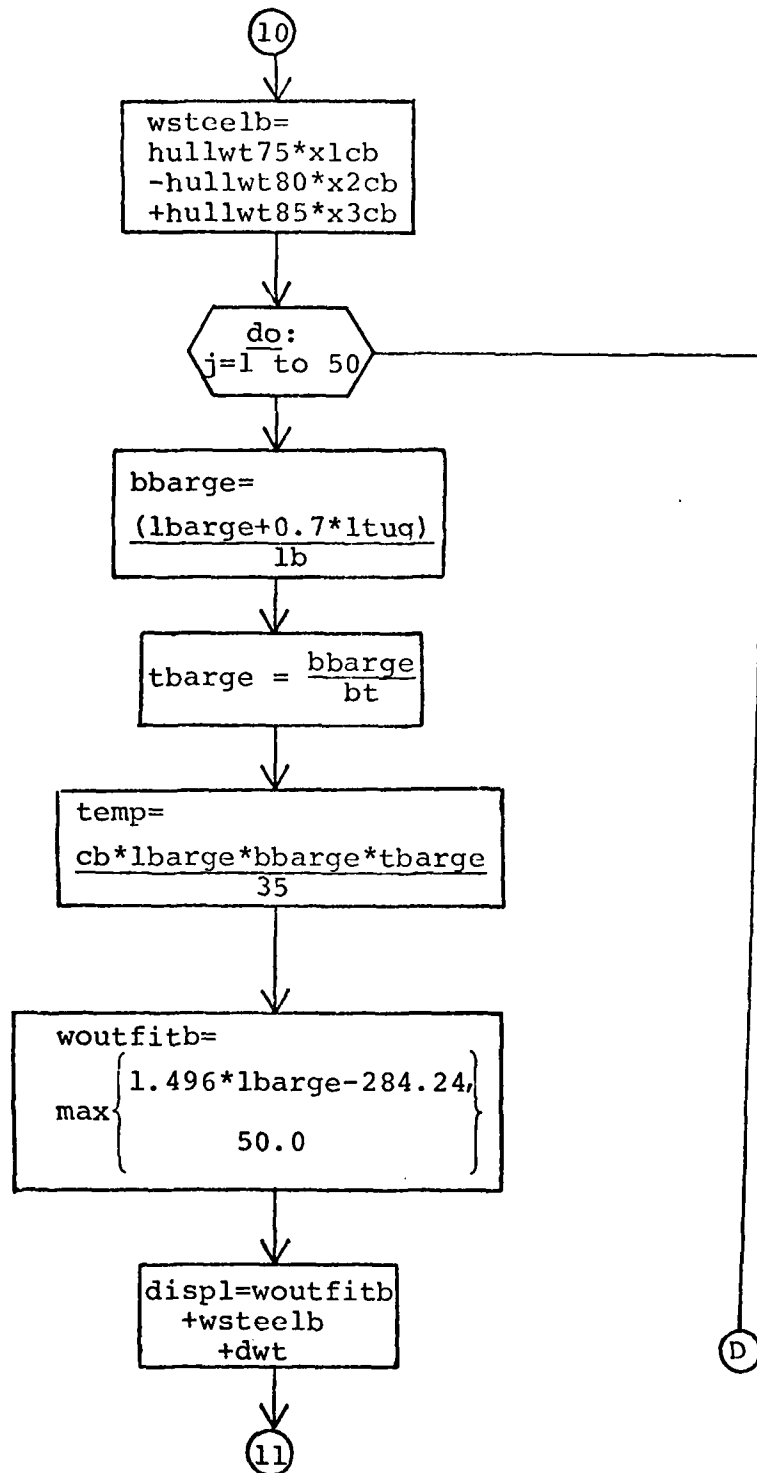 10
wsteelb=
hullwt75*x1cb
-hullwt80*x2cb
+hullwt85*x3cb
do:
j=1 to 50
bbarge=
(lbarge+0.7*ltug)
lb
tbarge = bbarge
bt
temp=
cb*lbarge*bbarge*tbarge
35
woutfitb=
1.496*lbarge-284.24,
max
50.0
displ=woutfitb
+wsteelb
+dwt
D
11